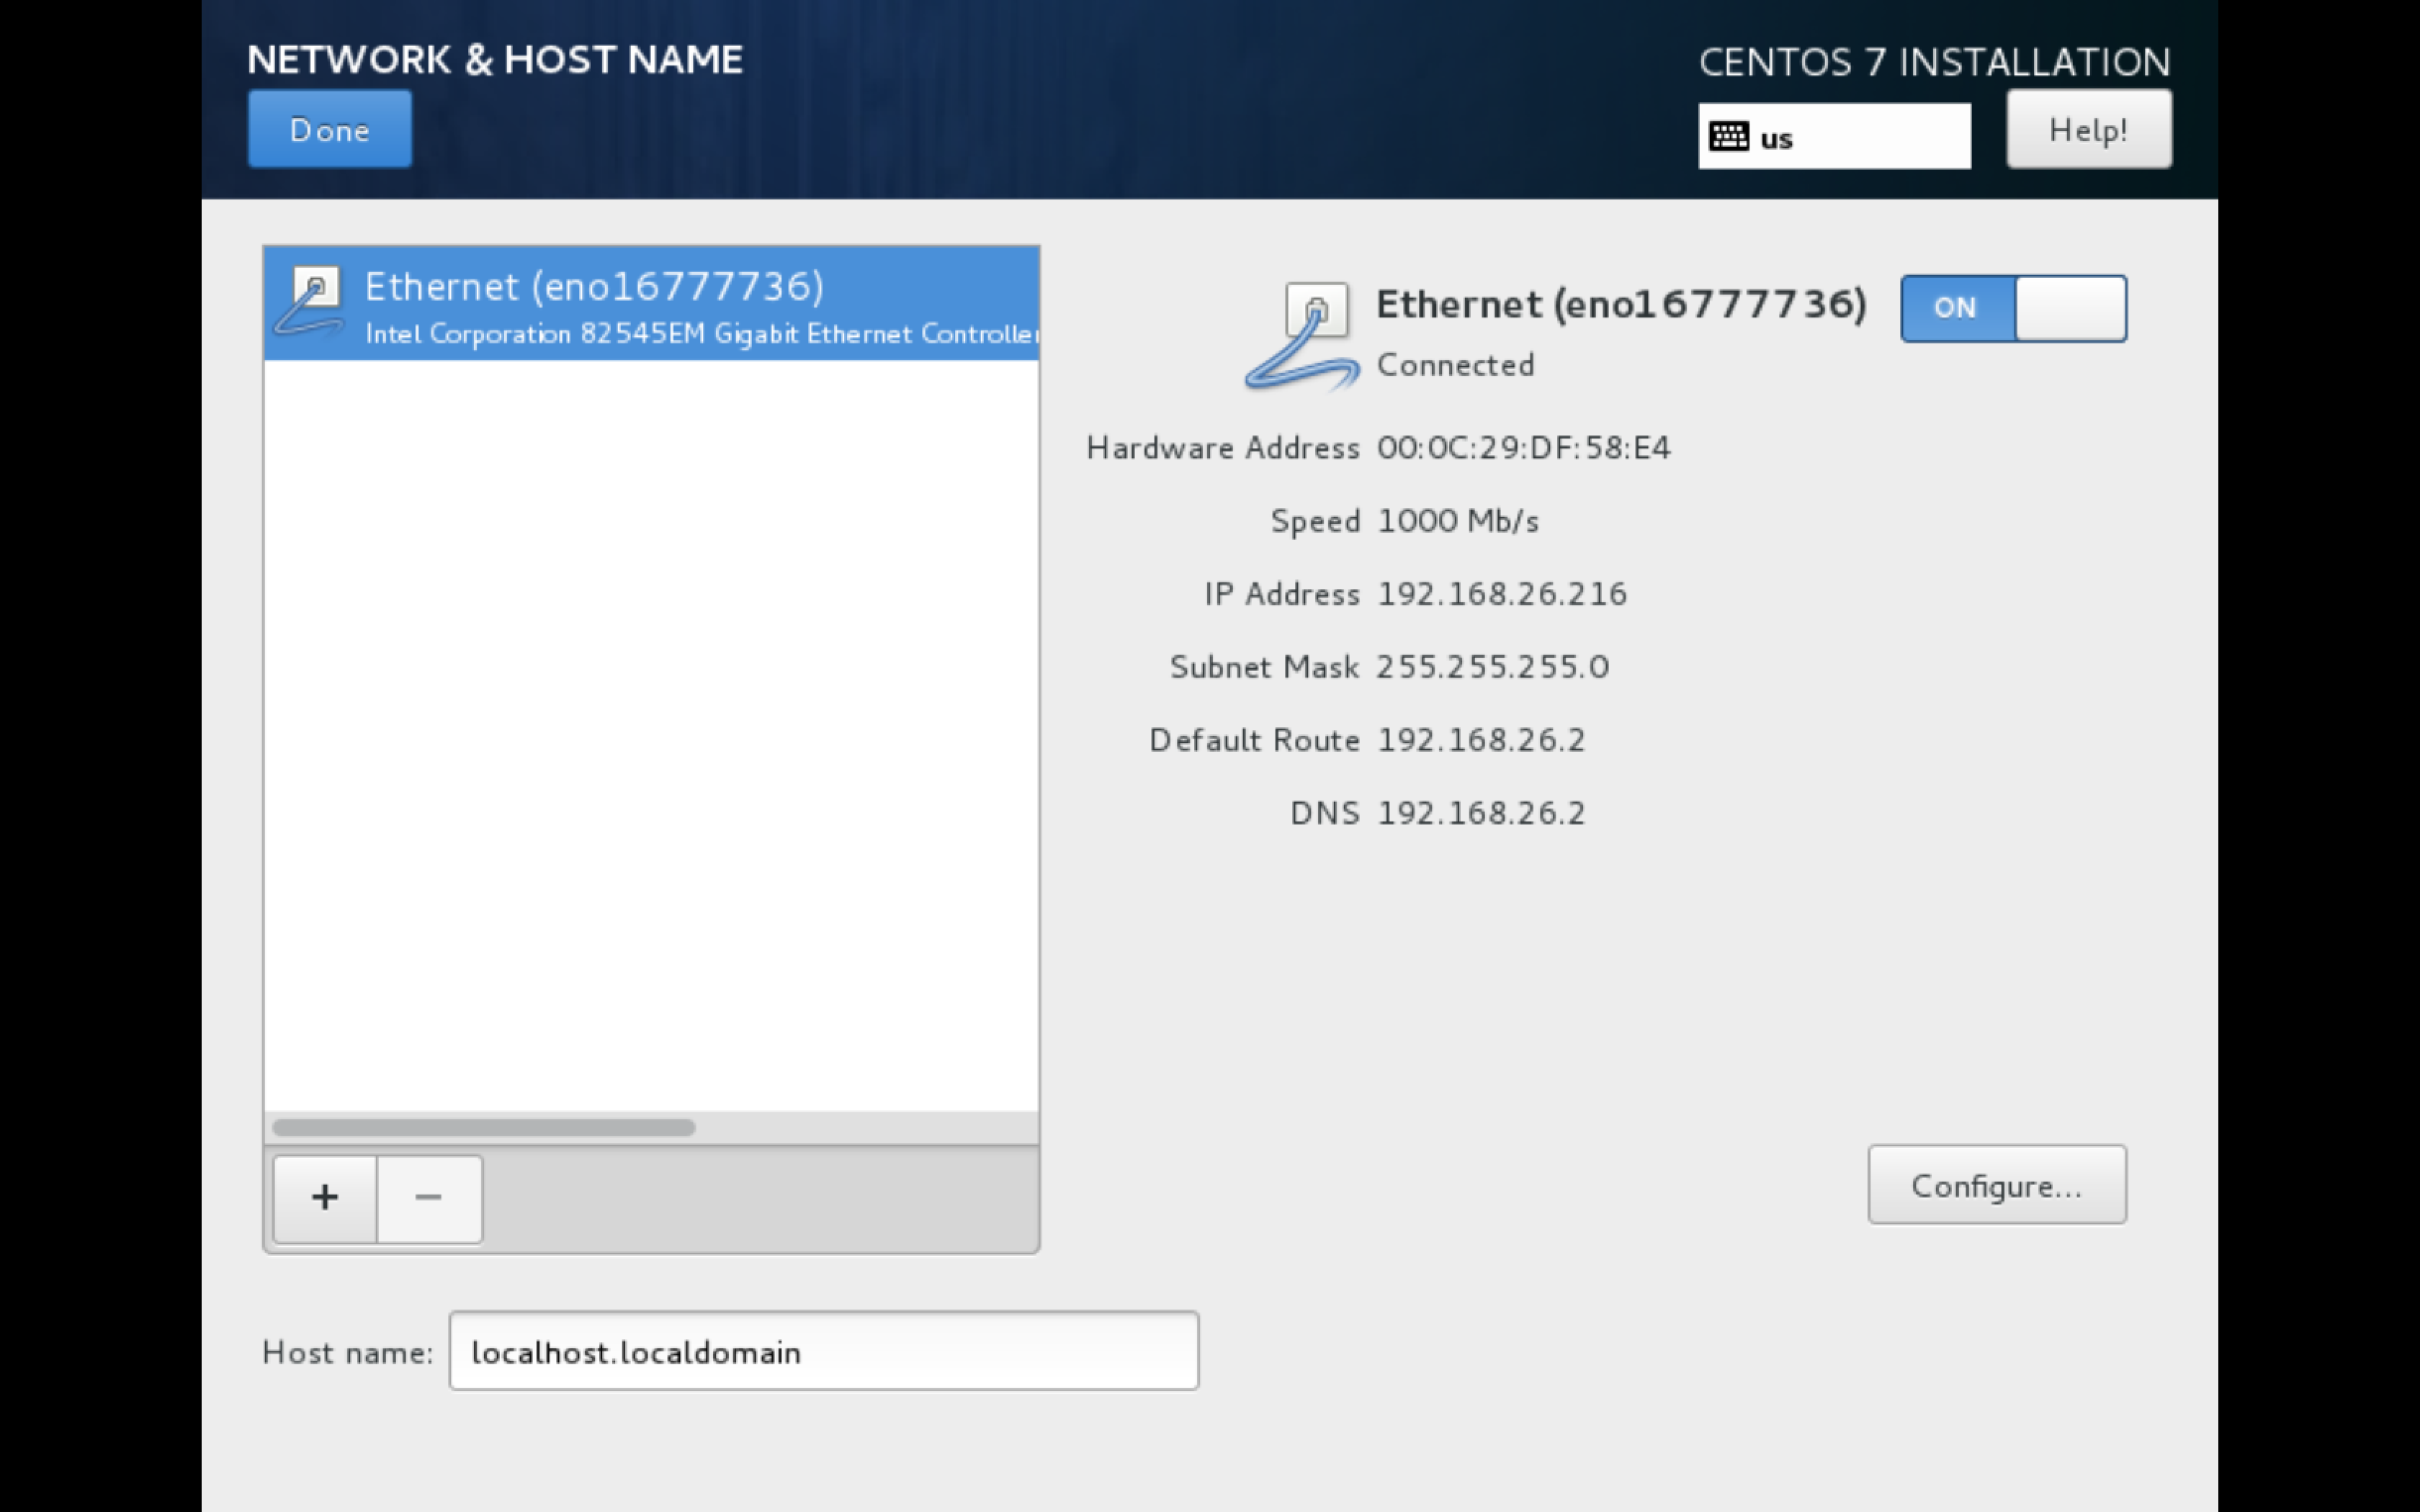 NETWORK & HOST NAME
CENTOS 7 INSTALLATION
Done
us
Help!
Ethernet (eno16777736)
Intel Corporation 82545EM Gigabit Ethernet Controller
Ethernet (eno16777736)
ON
Connected
Hardware Address 00:0C:29:DF:58:E4
Speed 1000 Mb/s
IP Address 192.168.26.216
Subnet Mask 255.255.255.0
Default Route 192.168.26.2
DNS 192.168.26.2
+ −
Configure...
Host name: localhost.localdomain